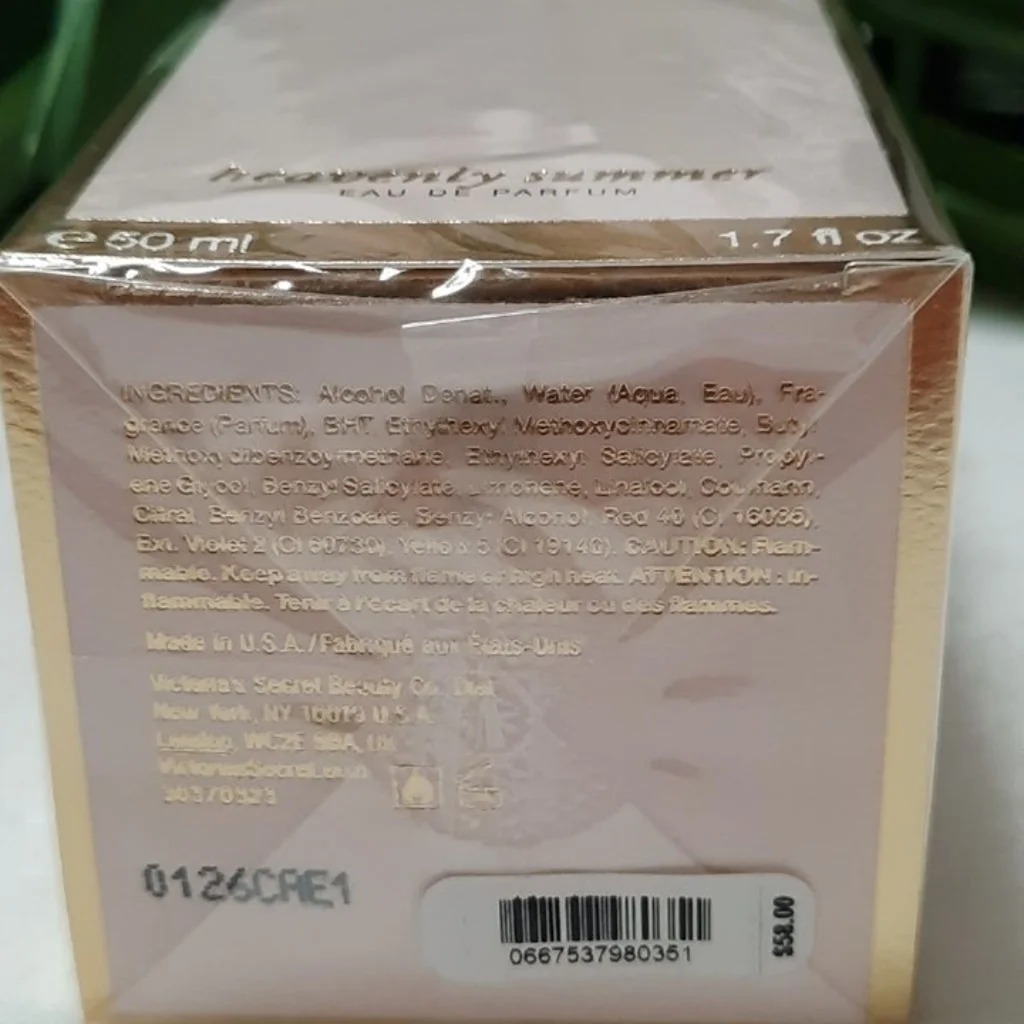 heavenly summer
EAU DE PARFUM
e 50 ml 1.7 fl oz
INGREDIENTS: Alcohol Denat., Water (Aqua, Eau), Fra-
grance (Parfum), BHT, Ethylhexyl Methoxycinnamate, Butyl
Methoxydibenzoylmethane, Ethylhexyl Salicylate, Propyl-
ene Glycol, Benzyl Salicylate, Limonene, Linalool, Coumarin,
Citral, Benzyl Benzoate, Benzyl Alcohol, Red 40 (CI 16035),
Ext. Violet 2 (CI 60730), Yellow 5 (CI 19140). CAUTION: Flam-
mable. Keep away from flame or high heat. ATTENTION : In-
flammable. Tenir à l'écart de la chaleur ou des flammes.
Made in U.S.A. / Fabriqué aux États-Unis
Victoria's Secret Beauty Co. Dist.
New York, NY U.S.A.
London, WC2E UK
VictoriasSecret.com
0126CAE1
0667537980351
$58.00